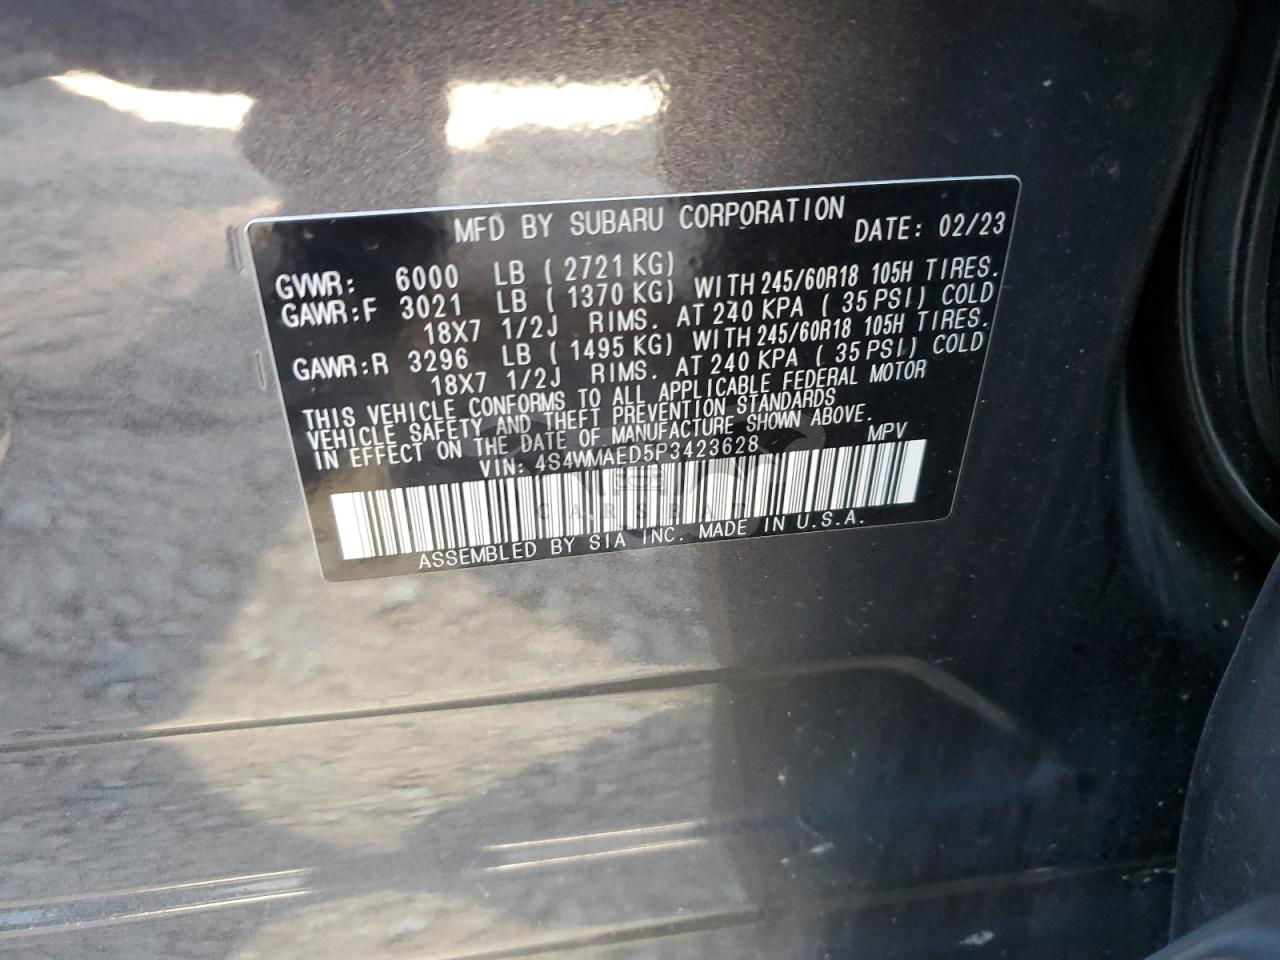 MFD BY SUBARU CORPORATION DATE: 02/23
GVWR: 6000 LB ( 2721 KG)
GAWR:F 3021 LB ( 1370 KG) WITH 245/60R18 105H TIRES.
18X7 1/2J RIMS. AT 240 KPA ( 35 PSI) COLD
GAWR:R 3296 LB ( 1495 KG) WITH 245/60R18 105H TIRES.
18X7 1/2J RIMS. AT 240 KPA ( 35 PSI) COLD
THIS VEHICLE CONFORMS TO ALL APPLICABLE FEDERAL MOTOR
VEHICLE SAFETY AND THEFT PREVENTION STANDARDS
IN EFFECT ON THE DATE OF MANUFACTURE SHOWN ABOVE.
VIN: 4S4WMAED5P3423628 MPV
ASSEMBLED BY SIA INC. MADE IN U.S.A.